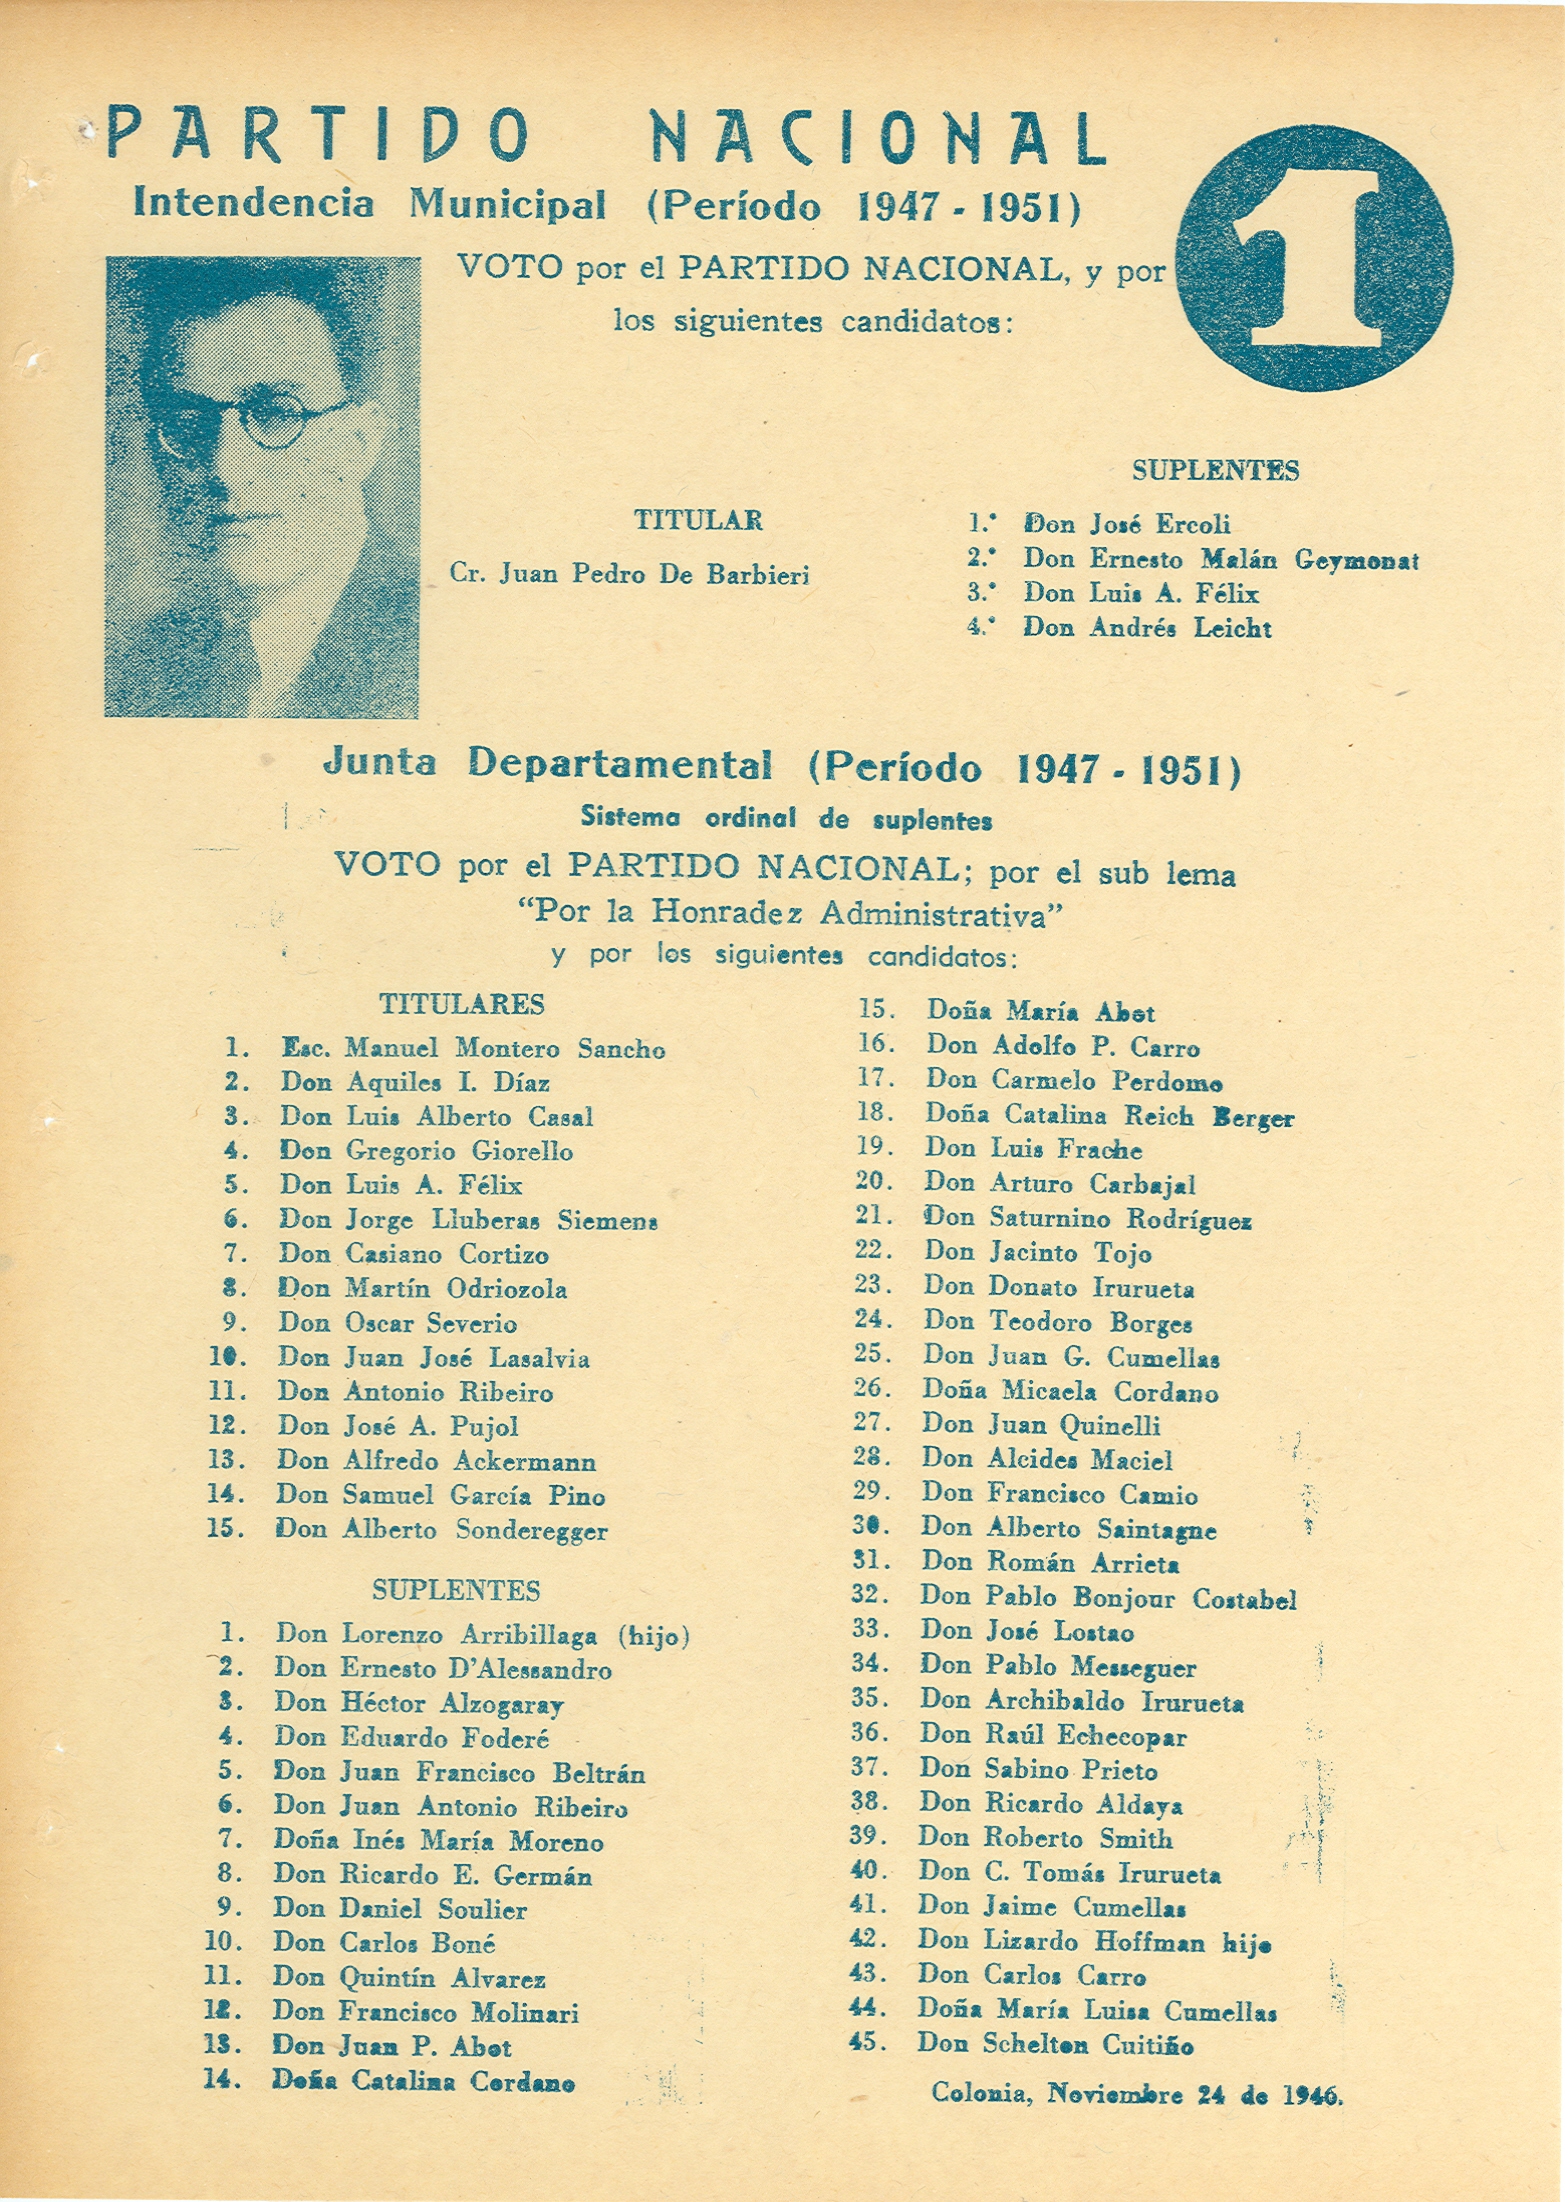 PARTIDO NACIONAL
Intendencia Municipal (Período 1947 - 1951)
1
VOTO por el PARTIDO NACIONAL, y por
los siguientes candidatos:
TITULAR
Cr. Juan Pedro De Barbieri
SUPLENTES
1.° Don José Ercoli
2.° Don Ernesto Malán Geymonat
3.° Don Luis A. Félix
4.° Don Andrés Leicht
Junta Departamental (Período 1947 - 1951)
Sistema ordinal de suplentes
VOTO por el PARTIDO NACIONAL; por el sub lema
“Por la Honradez Administrativa”
y por los siguientes candidatos:
TITULARES
1. Esc. Manuel Montero Sancho
2. Don Aquiles I. Díaz
3. Don Luis Alberto Casal
4. Don Gregorio Giorello
5. Don Luis A. Félix
6. Don Jorge Lluberas Siemens
7. Don Casiano Cortizo
8. Don Martín Odriozola
9. Don Oscar Severio
10. Don Juan José Lasalvia
11. Don Antonio Ribeiro
12. Don José A. Pujol
13. Don Alfredo Ackermann
14. Don Samuel García Pino
15. Don Alberto Sonderegger
SUPLENTES
1. Don Lorenzo Arribillaga (hijo)
2. Don Ernesto D’Alessandro
3. Don Héctor Alzogaray
4. Don Eduardo Foderé
5. Don Juan Francisco Beltrán
6. Don Juan Antonio Ribeiro
7. Doña Inés María Moreno
8. Don Ricardo E. Germán
9. Don Daniel Soulier
10. Don Carlos Boné
11. Don Quintín Alvarez
12. Don Francisco Molinari
13. Don Juan P. Abot
14. Doña Catalina Cordano
15. Doña María Abot
16. Don Adolfo P. Carro
17. Don Carmelo Perdomo
18. Doña Catalina Reich Berger
19. Don Luis Frache
20. Don Arturo Carbajal
21. Don Saturnino Rodríguez
22. Don Jacinto Tojo
23. Don Donato Irurueta
24. Don Teodoro Borges
25. Don Juan G. Cumellas
26. Doña Micaela Cordano
27. Don Juan Quinelli
28. Don Alcides Maciel
29. Don Francisco Camio
30. Don Alberto Saintagne
31. Don Román Arrieta
32. Don Pablo Bonjour Costabel
33. Don José Lostao
34. Don Pablo Messeguer
35. Don Archibaldo Irurueta
36. Don Raúl Echecopar
37. Don Sabino Prieto
38. Don Ricardo Aldaya
39. Don Roberto Smith
40. Don C. Tomás Irurueta
41. Don Jaime Cumellas
42. Don Lizardo Hoffman hijo
43. Don Carlos Carro
44. Doña María Luisa Cumellas
45. Don Schelton Cuitiño
Colonia, Noviembre 24 de 1946.